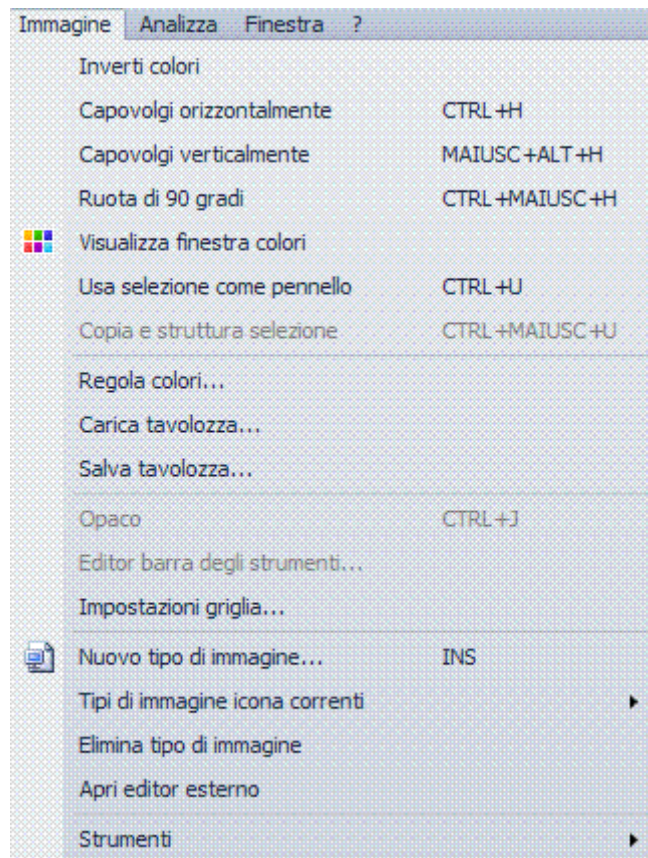 Immagine Analizza Finestra ?
Inverti colori
Capovolgi orizzontalmente CTRL+H
Capovolgi verticalmente MAIUSC+ALT+H
Ruota di 90 gradi CTRL+MAIUSC+H
Visualizza finestra colori
Usa selezione come pennello CTRL+U
Copia e struttura selezione CTRL+MAIUSC+U
Regola colori...
Carica tavolozza...
Salva tavolozza...
Opaco CTRL+J
Editor barra degli strumenti...
Impostazioni griglia...
Nuovo tipo di immagine... INS
Tipi di immagine icona correnti
Elimina tipo di immagine
Apri editor esterno
Strumenti